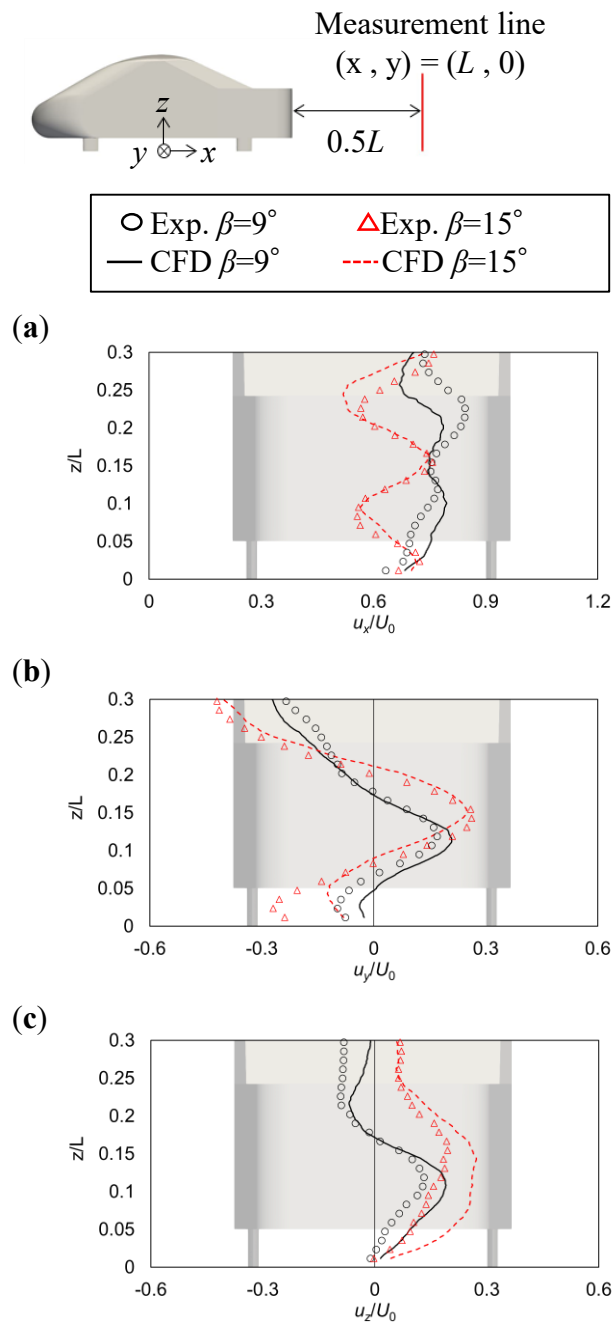 Measurement line
(x , y) = (L , 0)
z
y
x
0.5L
Exp. β=9°
Exp. β=15°
CFD β=9°
CFD β=15°
(a)
0.3
0.25
0.2
0.15
0.1
0.05
0
z/L
0
0.3
0.6
0.9
1.2
uₓ/U₀
(b)
0.3
0.25
0.2
0.15
0.1
0.05
0
z/L
-0.6
-0.3
0
0.3
0.6
u_y/U₀
(c)
0.3
0.25
0.2
0.15
0.1
0.05
0
z/L
-0.6
-0.3
0
0.3
0.6
u_z/U₀